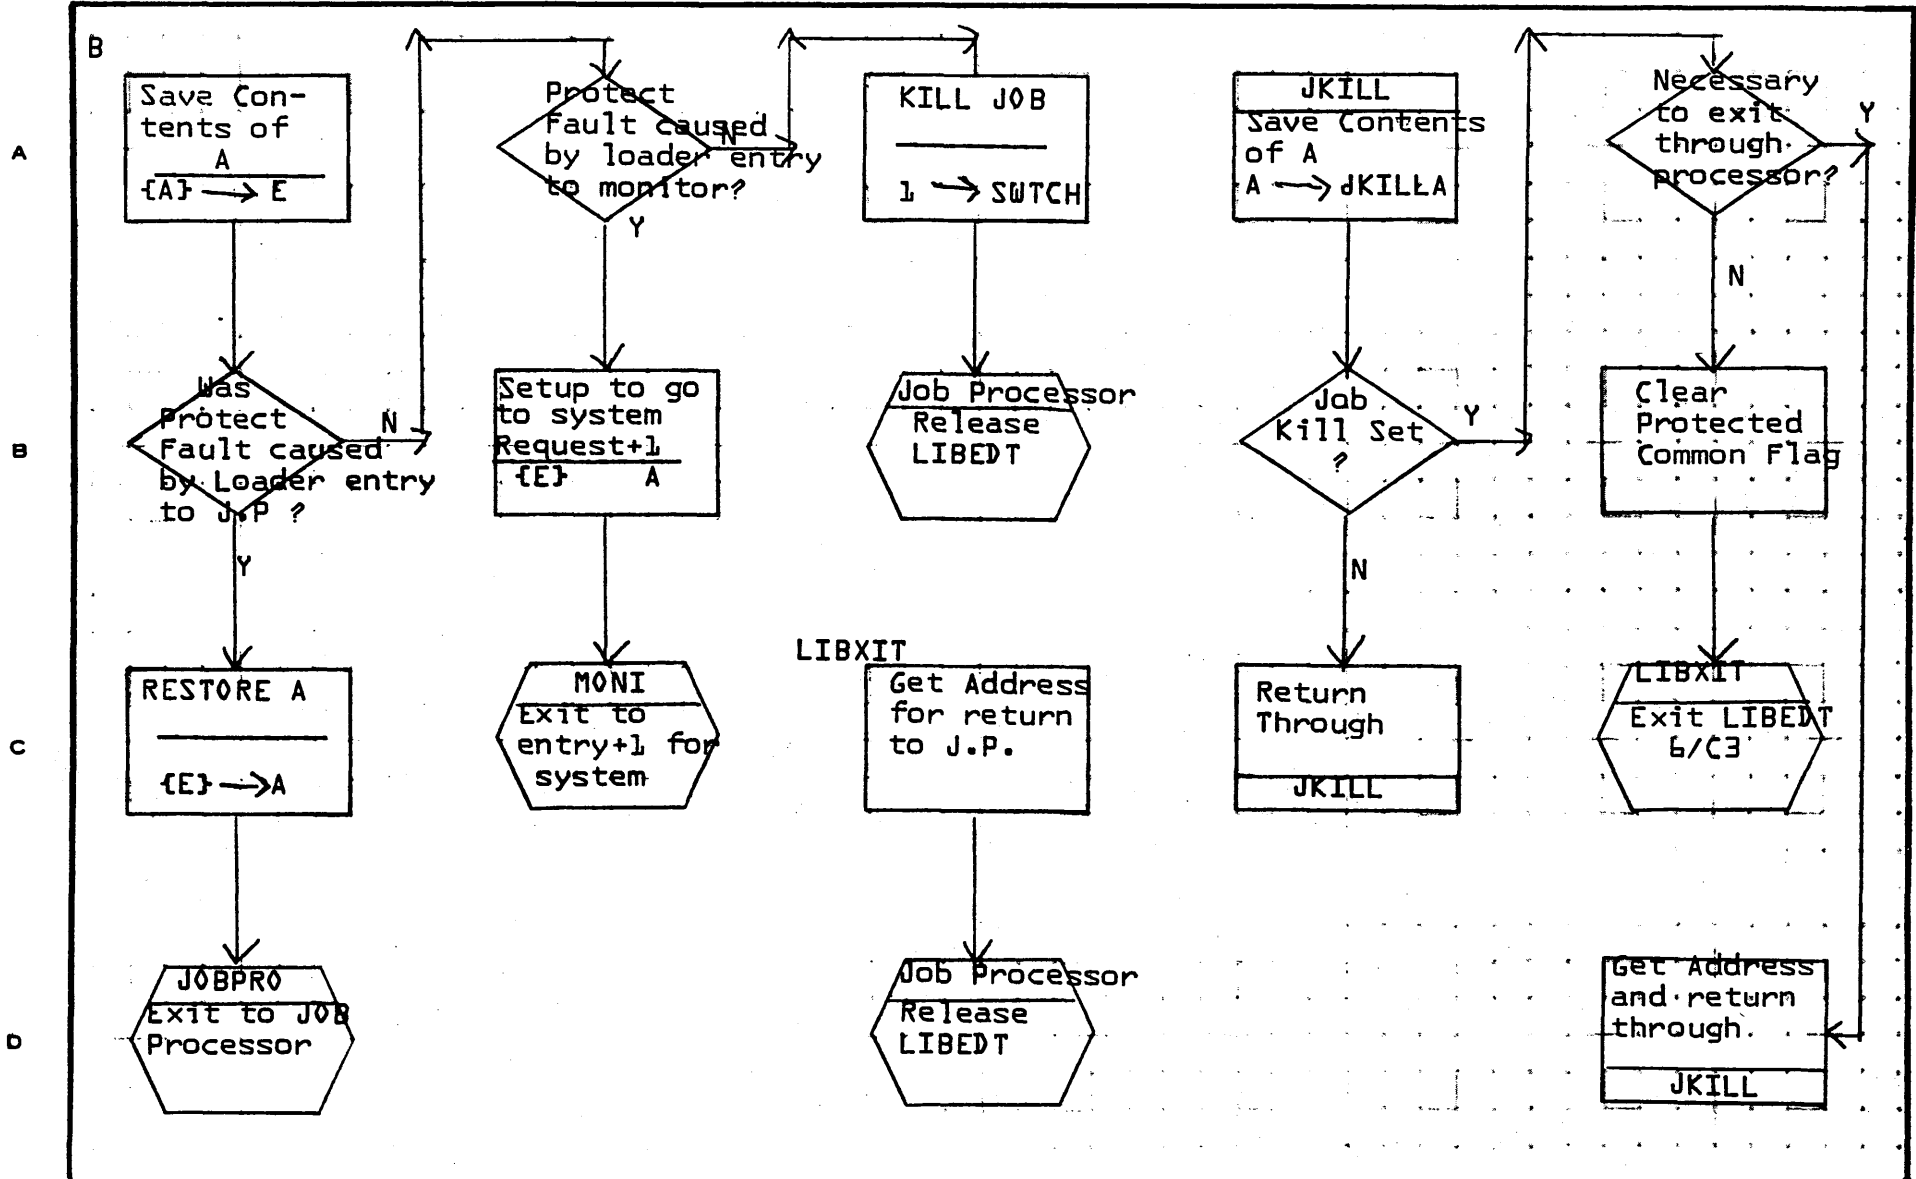 B
A
B
C
D
Save Con-
tents of
A
{A} → E
Was
Protect
Fault caused
by Loader entry
to J.P ?
N
Y
RESTORE A
{E} → A
JOBPRO
Exit to JOB
Processor
Protect
Fault caused
by loader entry
to monitor?
N
Y
Setup to go
to system
Request+1
{E} A
MONI
Exit to
entry+1 for
system
KILL JOB
1 → SWTCH
Job Processor
Release
LIBEDT
LIBXIT
Get Address
for return
to J.P.
Job Processor
Release
LIBEDT
JKILL
Save Contents
of A
A → JKILLA
Job
Kill Set
?
Y
N
Return
Through
JKILL
Necessary
to exit
through
processor?
Y
N
Clear
Protected
Common Flag
LIBXIT
Exit LIBEDT
6/C3
Get Address
and return
through.
JKILL